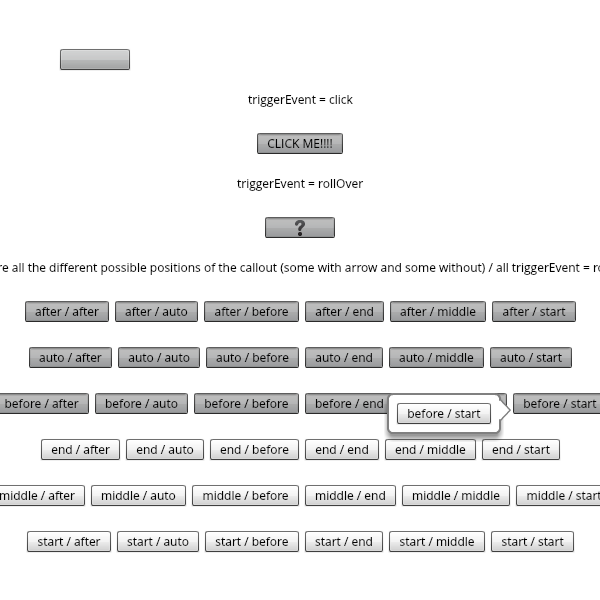 triggerEvent = click
CLICK ME!!!!
triggerEvent = rollOver
?
all the different possible positions of the callout (some with arrow and some without) / all triggerEvent =
after / after after / auto after / before after / end after / middle after / start
auto / after auto / auto auto / before auto / end auto / middle auto / start
before / after before / auto before / before before / end before / start before / start
end / after end / auto end / before end / end end / middle end / start
middle / after middle / auto middle / before middle / end middle / middle middle / start
start / after start / auto start / before start / end start / middle start / start